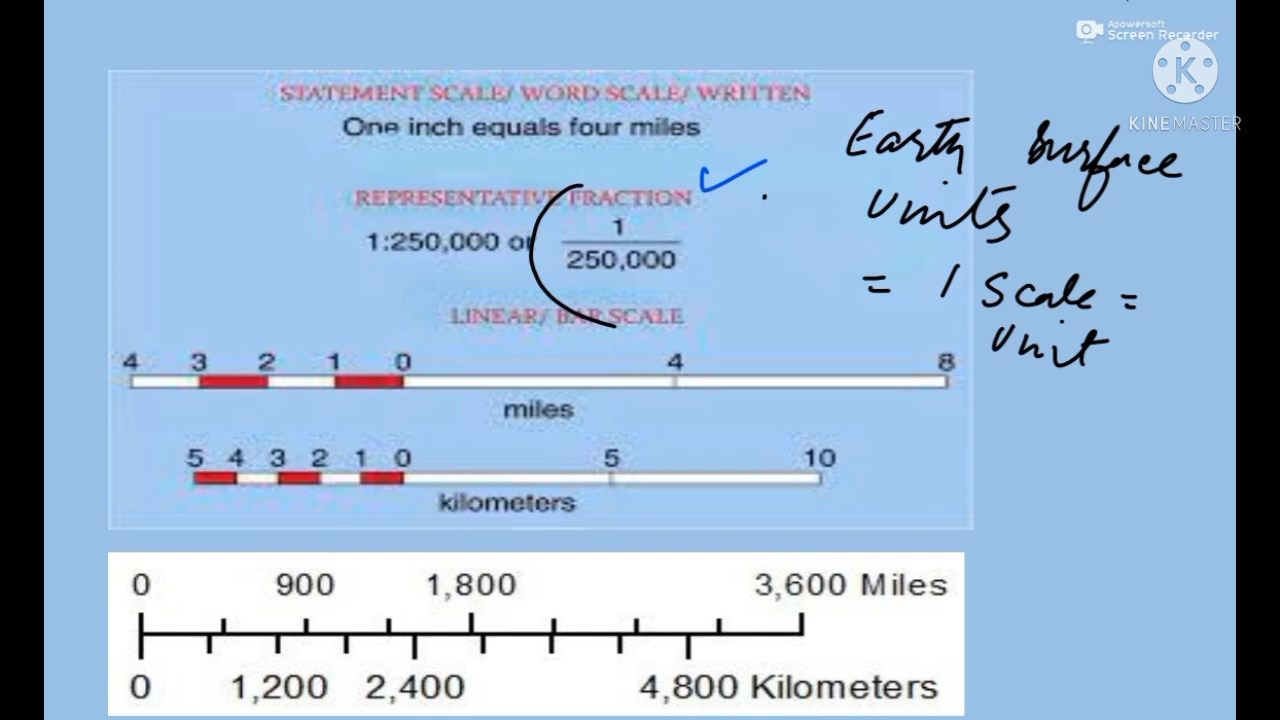 Apowersoft
Screen Recorder
K
KINEMASTER
STATEMENT SCALE/ WORD SCALE/ WRITTEN
One inch equals four miles
REPRESENTATIVE FRACTION
1:250,000 or
1
250,000
LINEAR/ BAR SCALE
4 3 2 1 0 4 8
miles
5 4 3 2 1 0 5 10
kilometers
0 900 1,800 3,600 Miles
0 1,200 2,400 4,800 Kilometers
Earth Surface
Units
= 1 Scale =
Unit